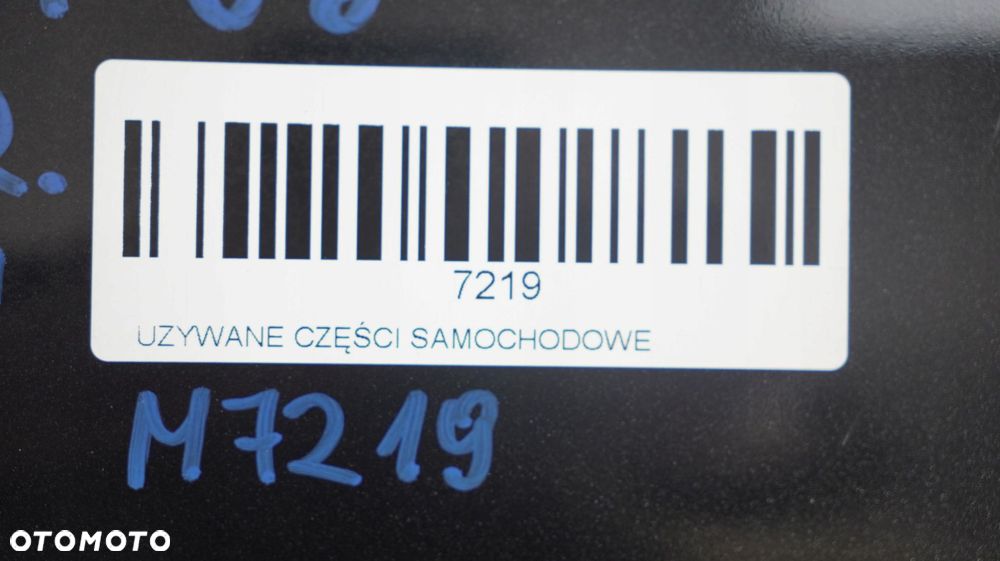 7219
UZYWANE CZĘŚCI SAMOCHODOWE
M7219
OTOMOTO